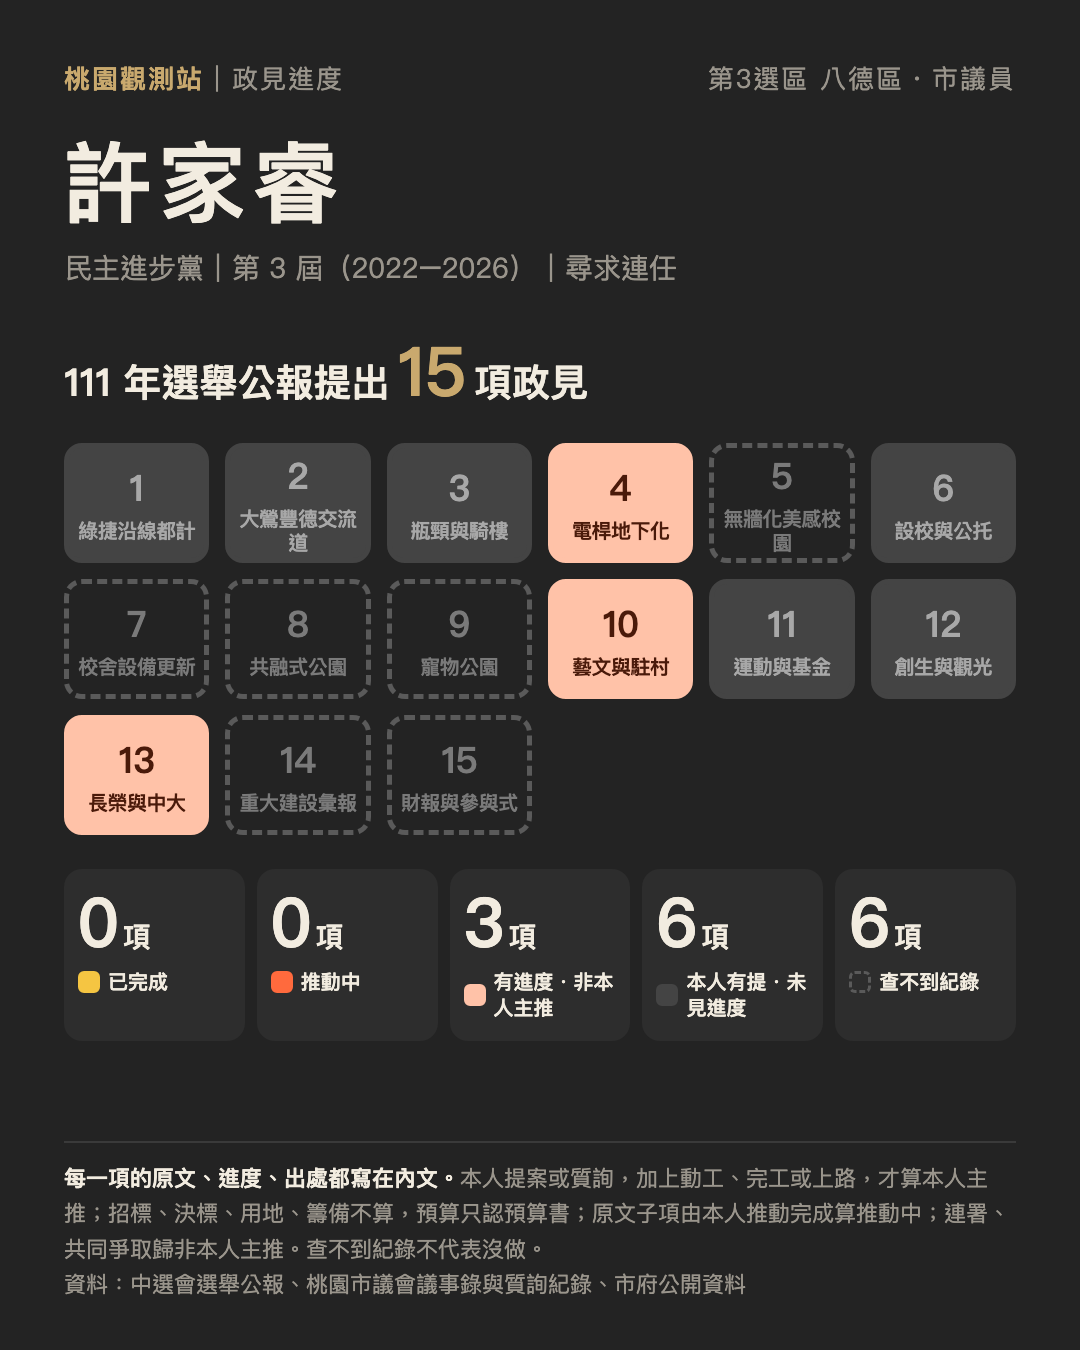 桃園觀測站｜政見進度
第3選區 八德區・市議員
許家睿
民主進步黨｜第 3 屆（2022–2026）｜尋求連任
111 年選舉公報提出 15 項政見
1
綠捷沿線都計
2
大鶯豐德交流
道
3
瓶頸與騎樓
4
電桿地下化
5
無牆化美感校
園
6
設校與公托
7
校舍設備更新
8
共融式公園
9
寵物公園
10
藝文與駐村
11
運動與基金
12
創生與觀光
13
長榮與中大
14
重大建設彙報
15
財報與參與式
0項
已完成
0項
推動中
3項
有進度・非本
人主推
6項
本人有提・未
見進度
6項
查不到紀錄
每一項的原文、進度、出處都寫在內文。本人提案或質詢，加上動工、完工或上路，才算本人主
推；招標、決標、用地、籌備不算，預算只認預算書；原文子項由本人推動完成算推動中；連署、
共同爭取歸非本人主推。查不到紀錄不代表沒做。
資料：中選會選舉公報、桃園市議會議事錄與質詢紀錄、市府公開資料